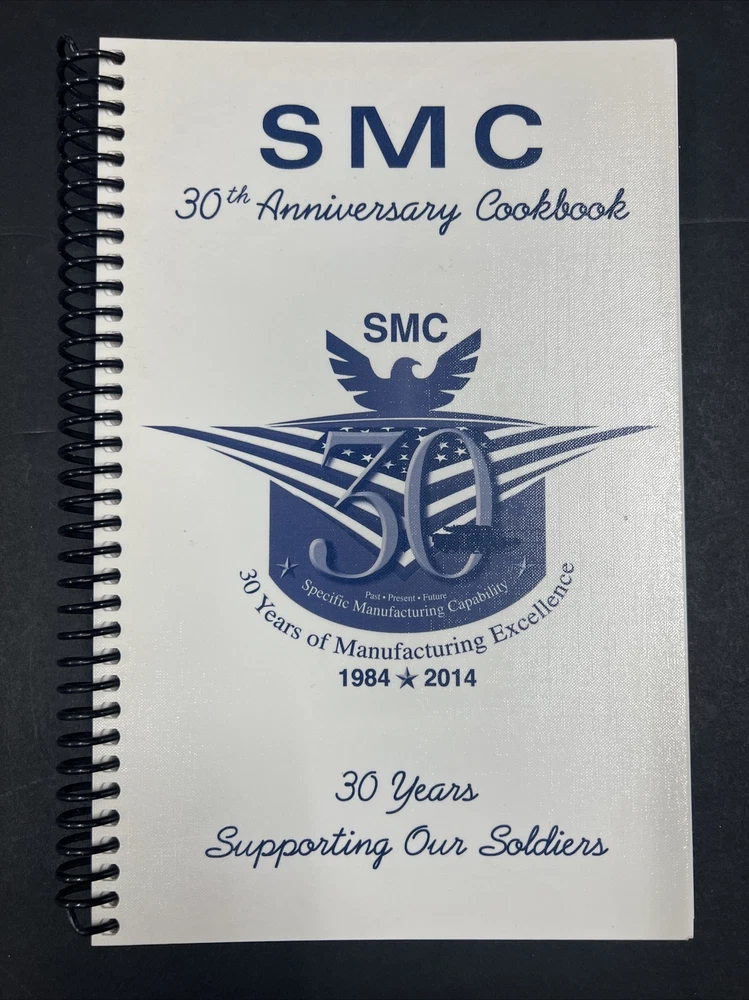 SMC
30th Anniversary Cookbook
SMC
30
Past • Present • Future
Specific Manufacturing Capability
30 Years of Manufacturing Excellence
1984 ★ 2014
30 Years
Supporting Our Soldiers